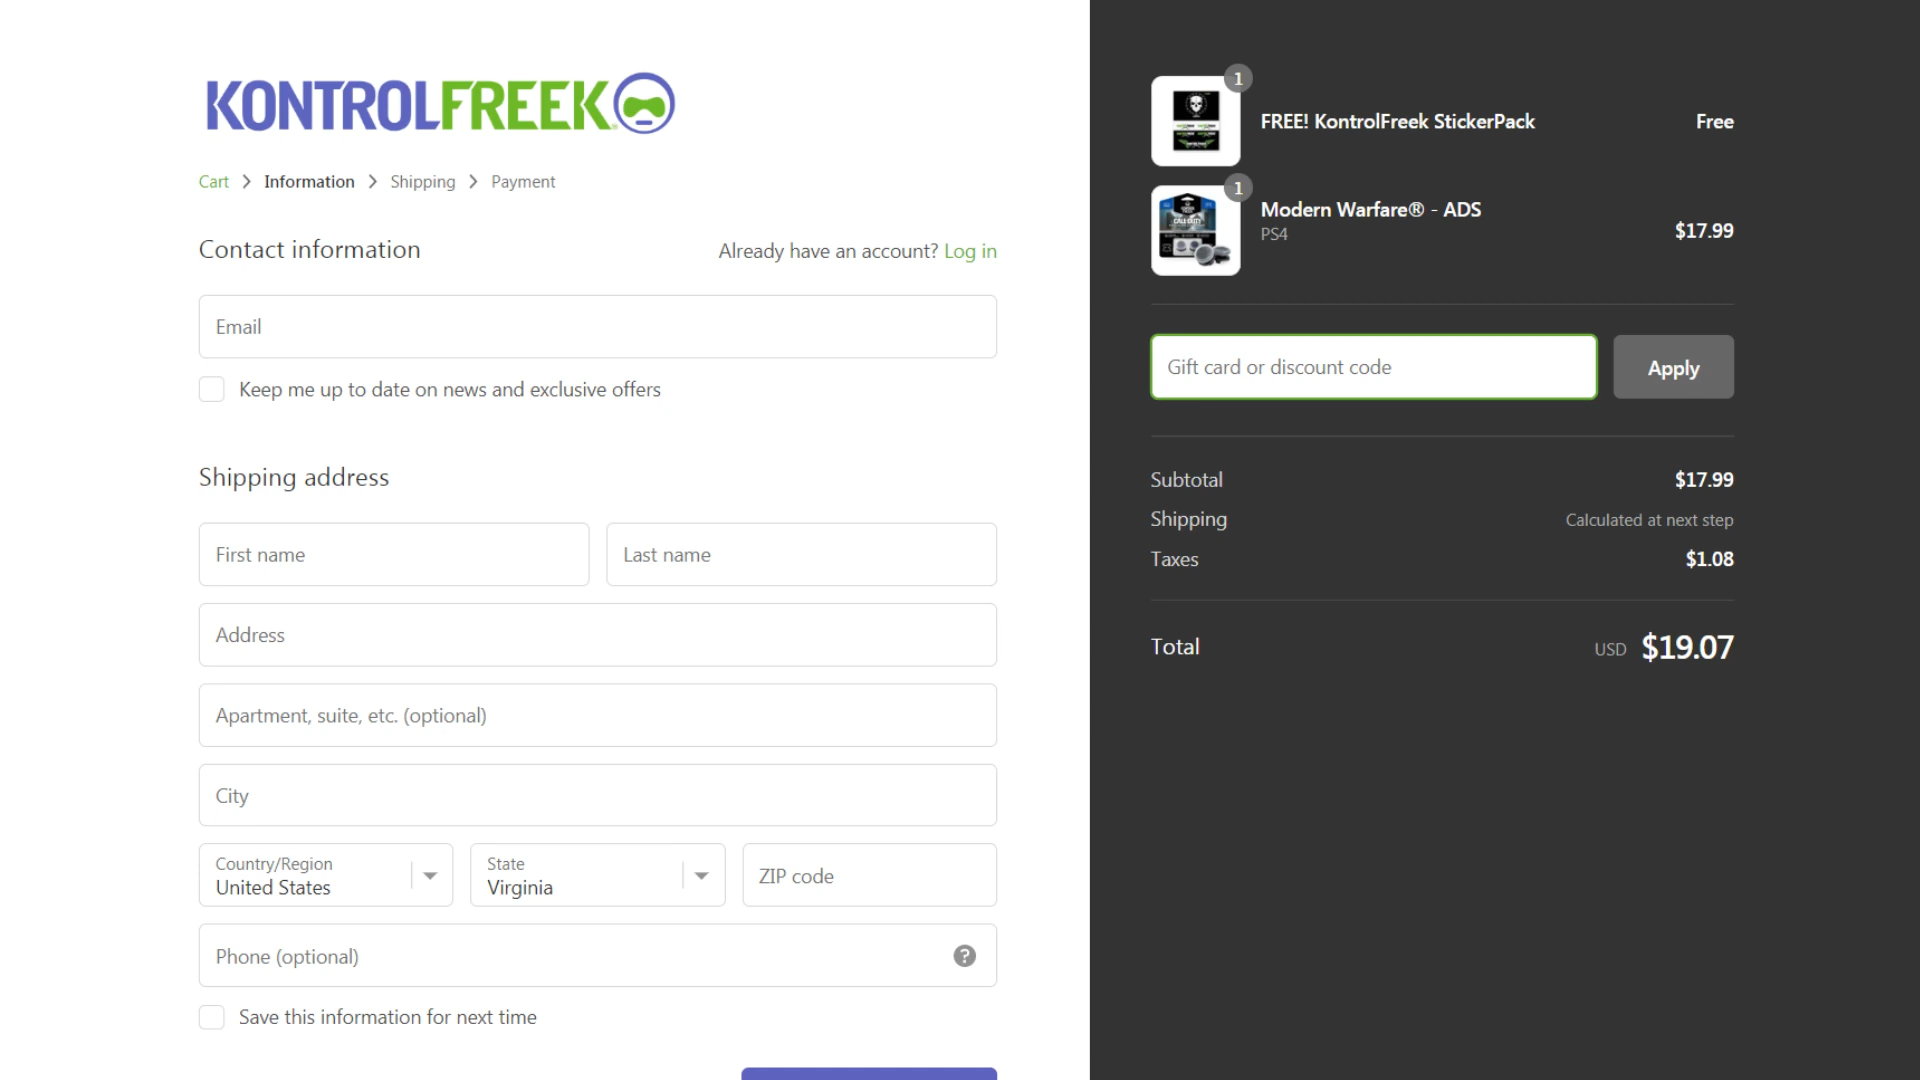 KONTROLFREEK
Cart > Information > Shipping > Payment
Contact information
Already have an account? Log in
Email
Keep me up to date on news and exclusive offers
Shipping address
First name
Last name
Address
Apartment, suite, etc. (optional)
City
Country/Region
United States
State
Virginia
ZIP code
Phone (optional)
?
Save this information for next time
1
FREE! KontrolFreek StickerPack
Free
1
CALL DUTY
Modern Warfare® - ADS
PS4
$17.99
Gift card or discount code
Apply
Subtotal
$17.99
Shipping
Calculated at next step
Taxes
$1.08
Total
USD $19.07